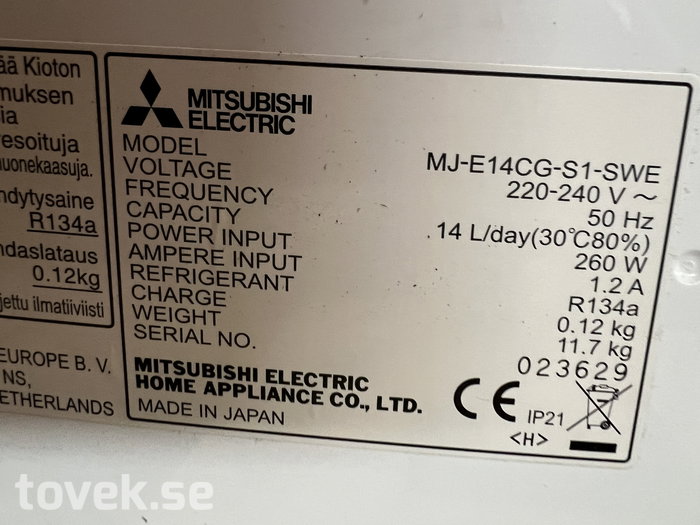 ää Kioton
muksen
ia
esoituja
nuonekaasuja.
ndytysaine
R134a
ndaslataus
0.12kg
jettu ilmatiiviisti
EUROPE B. V.
NS,
ETHERLANDS
MITSUBISHI
ELECTRIC
MODEL MJ-E14CG-S1-SWE
VOLTAGE 220-240 V ~
FREQUENCY 50 Hz
CAPACITY 14 L/day(30℃80%)
POWER INPUT 260 W
AMPERE INPUT 1.2 A
REFRIGERANT R134a
CHARGE 0.12 kg
WEIGHT 11.7 kg
SERIAL NO. 023629
MITSUBISHI ELECTRIC
HOME APPLIANCE CO., LTD.
MADE IN JAPAN
CE IP21
<H>
tovek.se